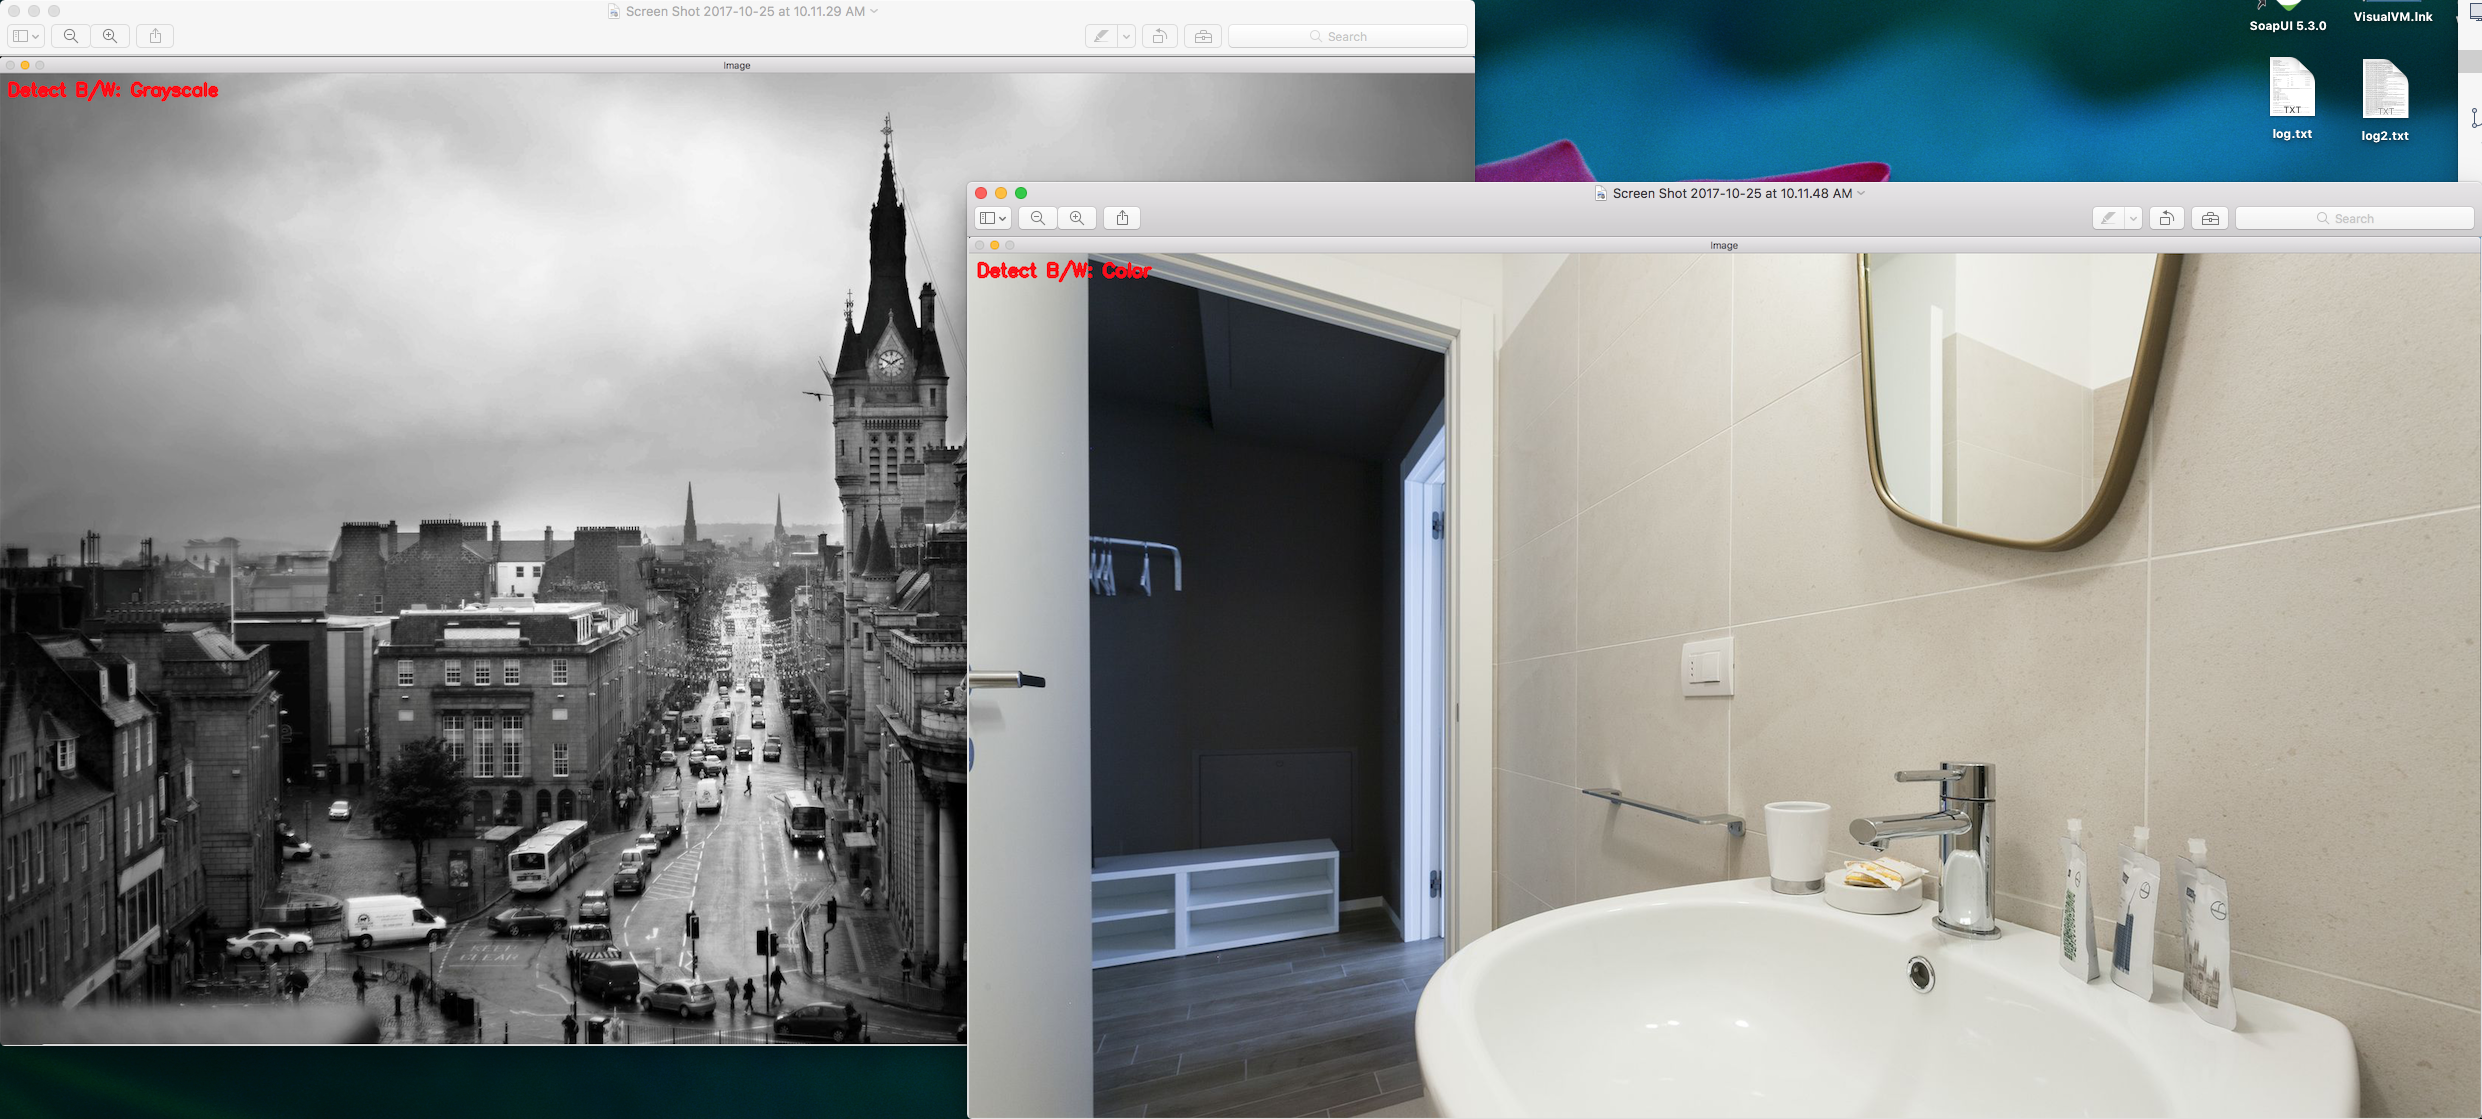 Screen Shot 2017-10-25 at 10.11.29 AM
Search
Image
Detect B/W: Grayscale
SoapUI 5.3.0
VisualVM.lnk
TXT
TXT
log.txt
log2.txt
Screen Shot 2017-10-25 at 10.11.48 AM
Search
Image
Detect B/W: Color
KEEP
CLEAR